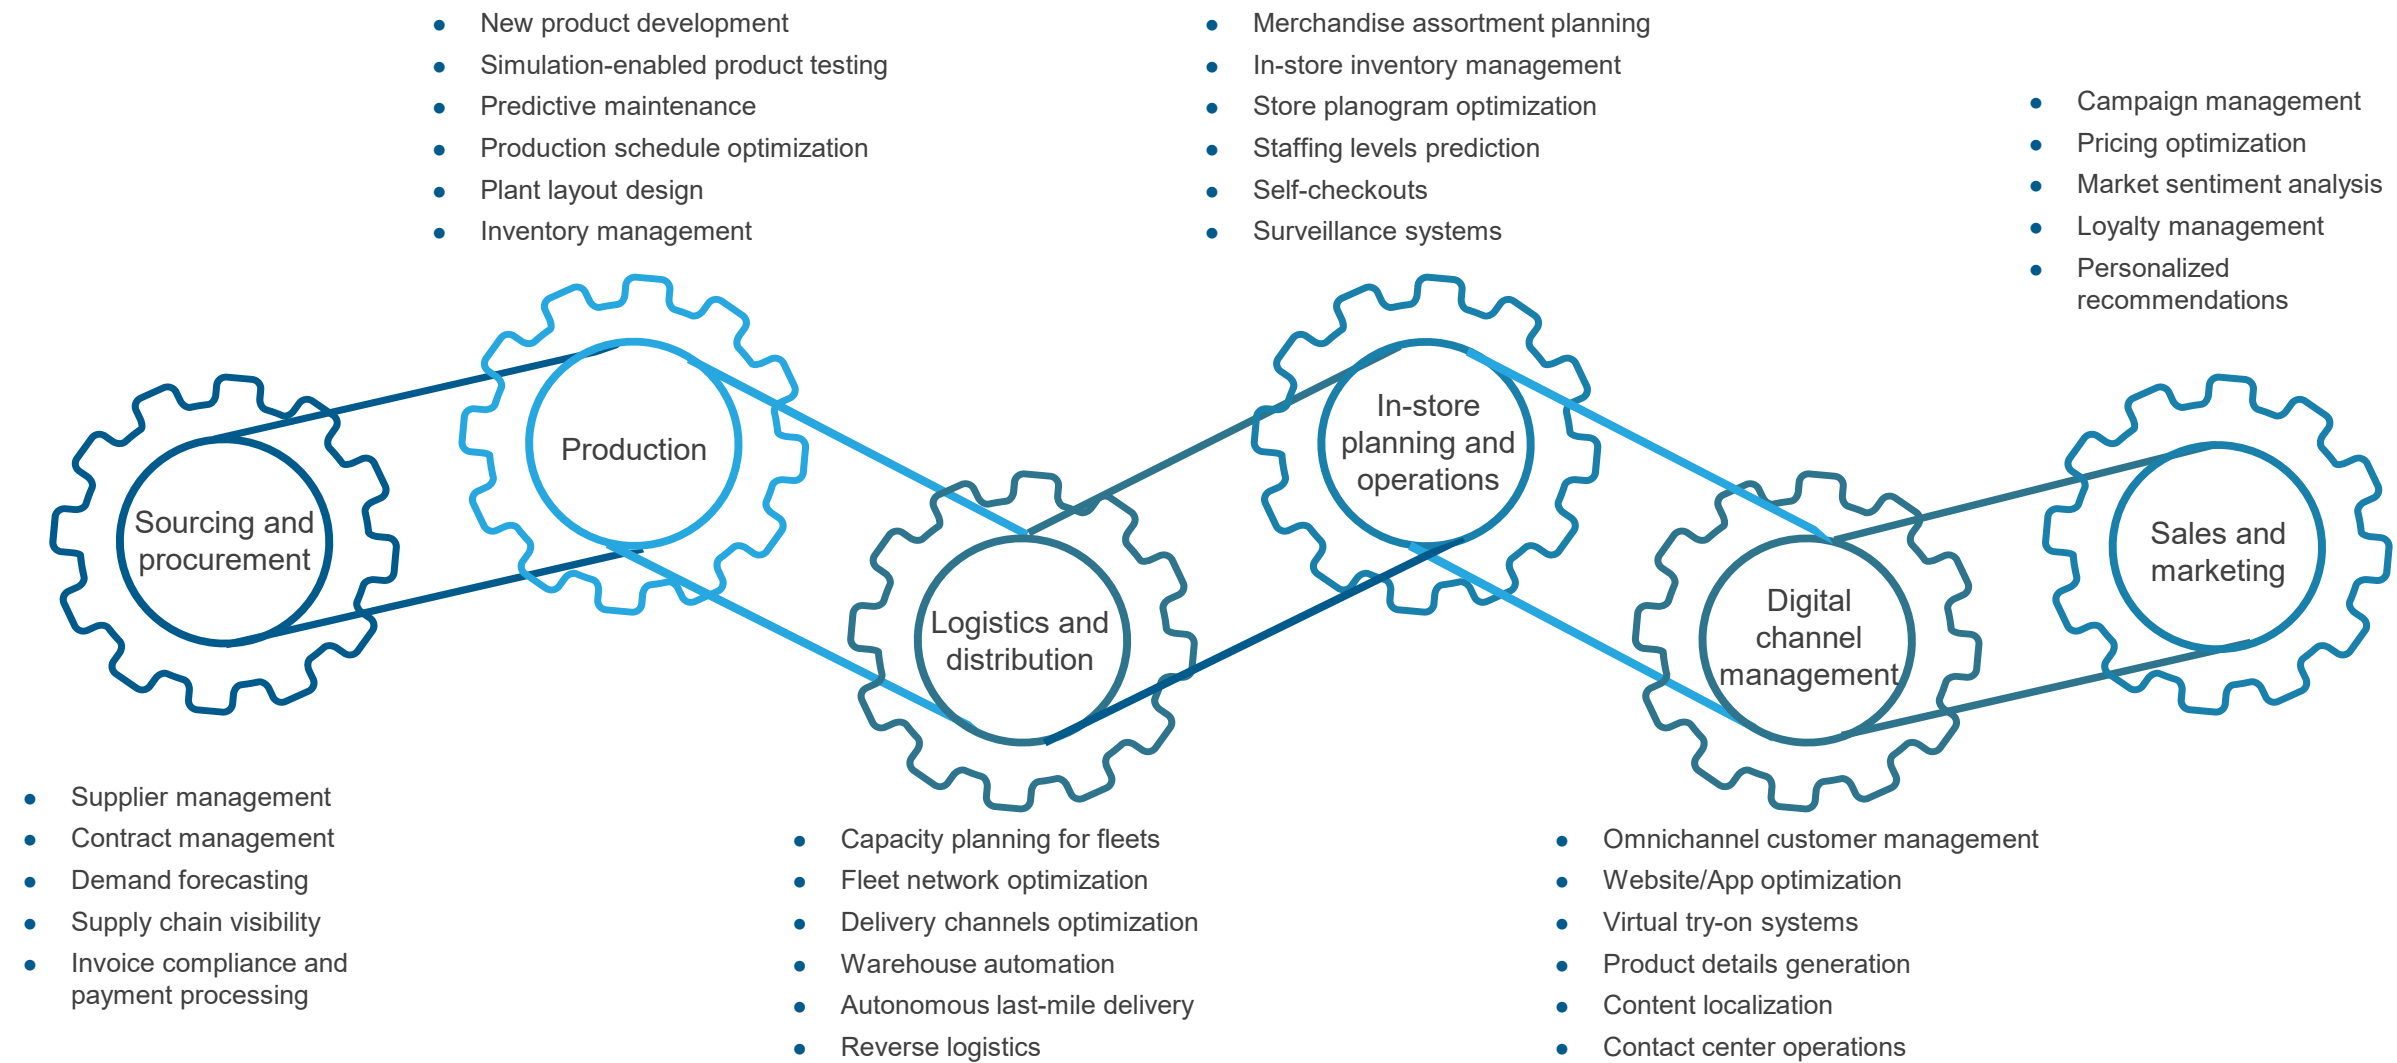 ● New product development
● Simulation-enabled product testing
● Predictive maintenance
● Production schedule optimization
● Plant layout design
● Inventory management
● Merchandise assortment planning
● In-store inventory management
● Store planogram optimization
● Staffing levels prediction
● Self-checkouts
● Surveillance systems
● Campaign management
● Pricing optimization
● Market sentiment analysis
● Loyalty management
● Personalized
recommendations
Sourcing and
procurement
Production
Logistics and
distribution
In-store
planning and
operations
Digital
channel
management
Sales and
marketing
● Supplier management
● Contract management
● Demand forecasting
● Supply chain visibility
● Invoice compliance and
payment processing
● Capacity planning for fleets
● Fleet network optimization
● Delivery channels optimization
● Warehouse automation
● Autonomous last-mile delivery
● Reverse logistics
● Omnichannel customer management
● Website/App optimization
● Virtual try-on systems
● Product details generation
● Content localization
● Contact center operations